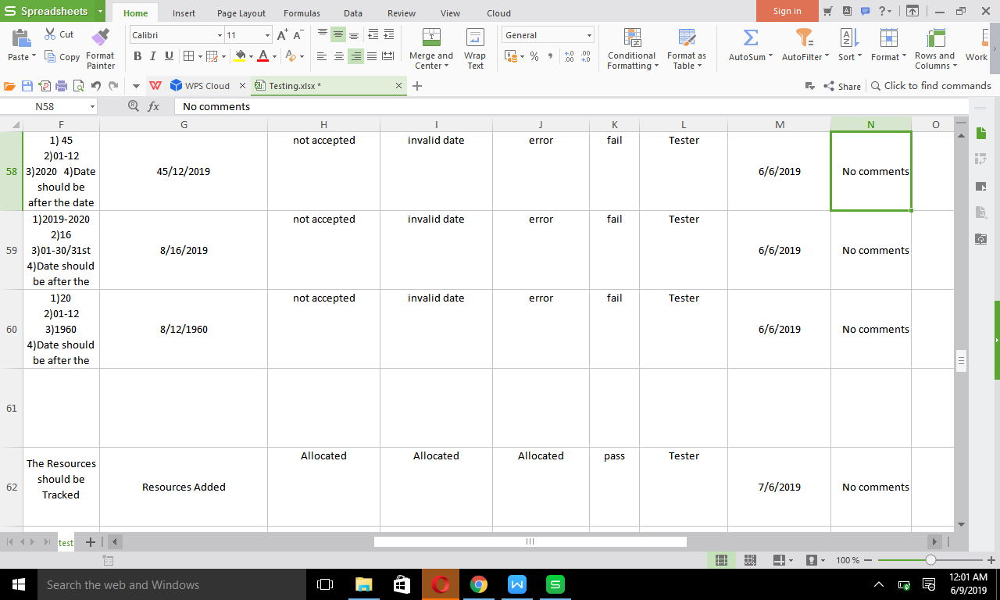 Spreadsheets
Home
Insert
Page Layout
Formulas
Data
Review
View
Cloud
Sign in
Paste
Cut
Copy
Format
Painter
Calibri
11
B I U
A
General
Merge and
Center
Wrap
Text
Conditional
Formatting
Format as
Table
AutoSum
AutoFilter
Sort
Format
Rows and
Columns
Work
WPS Cloud
Testing.xlsx *
Share
Click to find commands
N58
fx
No comments
F G H I J K L M N O
58
1) 45
2)01-12
3)2020 4)Date
should be
after the date
45/12/2019
not accepted
invalid date
error
fail
Tester
6/6/2019
No comments
59
1)2019-2020
2)16
3)01-30/31st
4)Date should
be after the
8/16/2019
not accepted
invalid date
error
fail
Tester
6/6/2019
No comments
60
1)20
2)01-12
3)1960
4)Date should
be after the
8/12/1960
not accepted
invalid date
error
fail
Tester
6/6/2019
No comments
61
62
The Resources
should be
Tracked
Resources Added
Allocated
Allocated
Allocated
pass
Tester
7/6/2019
No comments
test
100 %
Search the web and Windows
12:01 AM
6/9/2019